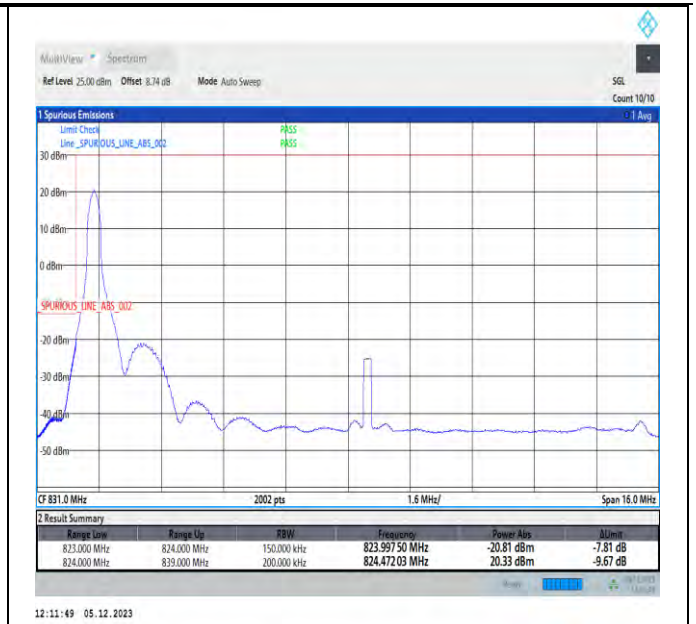 MultiView Spectrum
Ref Level 25.00 dBm Offset 8.74 dB Mode Auto Sweep SGL
Count 10/10
1 Spurious Emissions 1 Avg
Limit Check PASS
Line _SPURIOUS_LINE_ABS_002 PASS
30 dBm
20 dBm
10 dBm
0 dBm
_SPURIOUS_LINE_ABS_002
-20 dBm
-30 dBm
-40 dBm
-50 dBm
CF 831.0 MHz 2002 pts 1.6 MHz/ Span 16.0 MHz
2 Result Summary
Range Low Range Up RBW Frequency Power Abs ΔLimit
823.000 MHz 824.000 MHz 150.000 kHz 823.997 50 MHz -20.81 dBm -7.81 dB
824.000 MHz 839.000 MHz 200.000 kHz 824.472 03 MHz 20.33 dBm -9.67 dB
12:11:49 05.12.2023